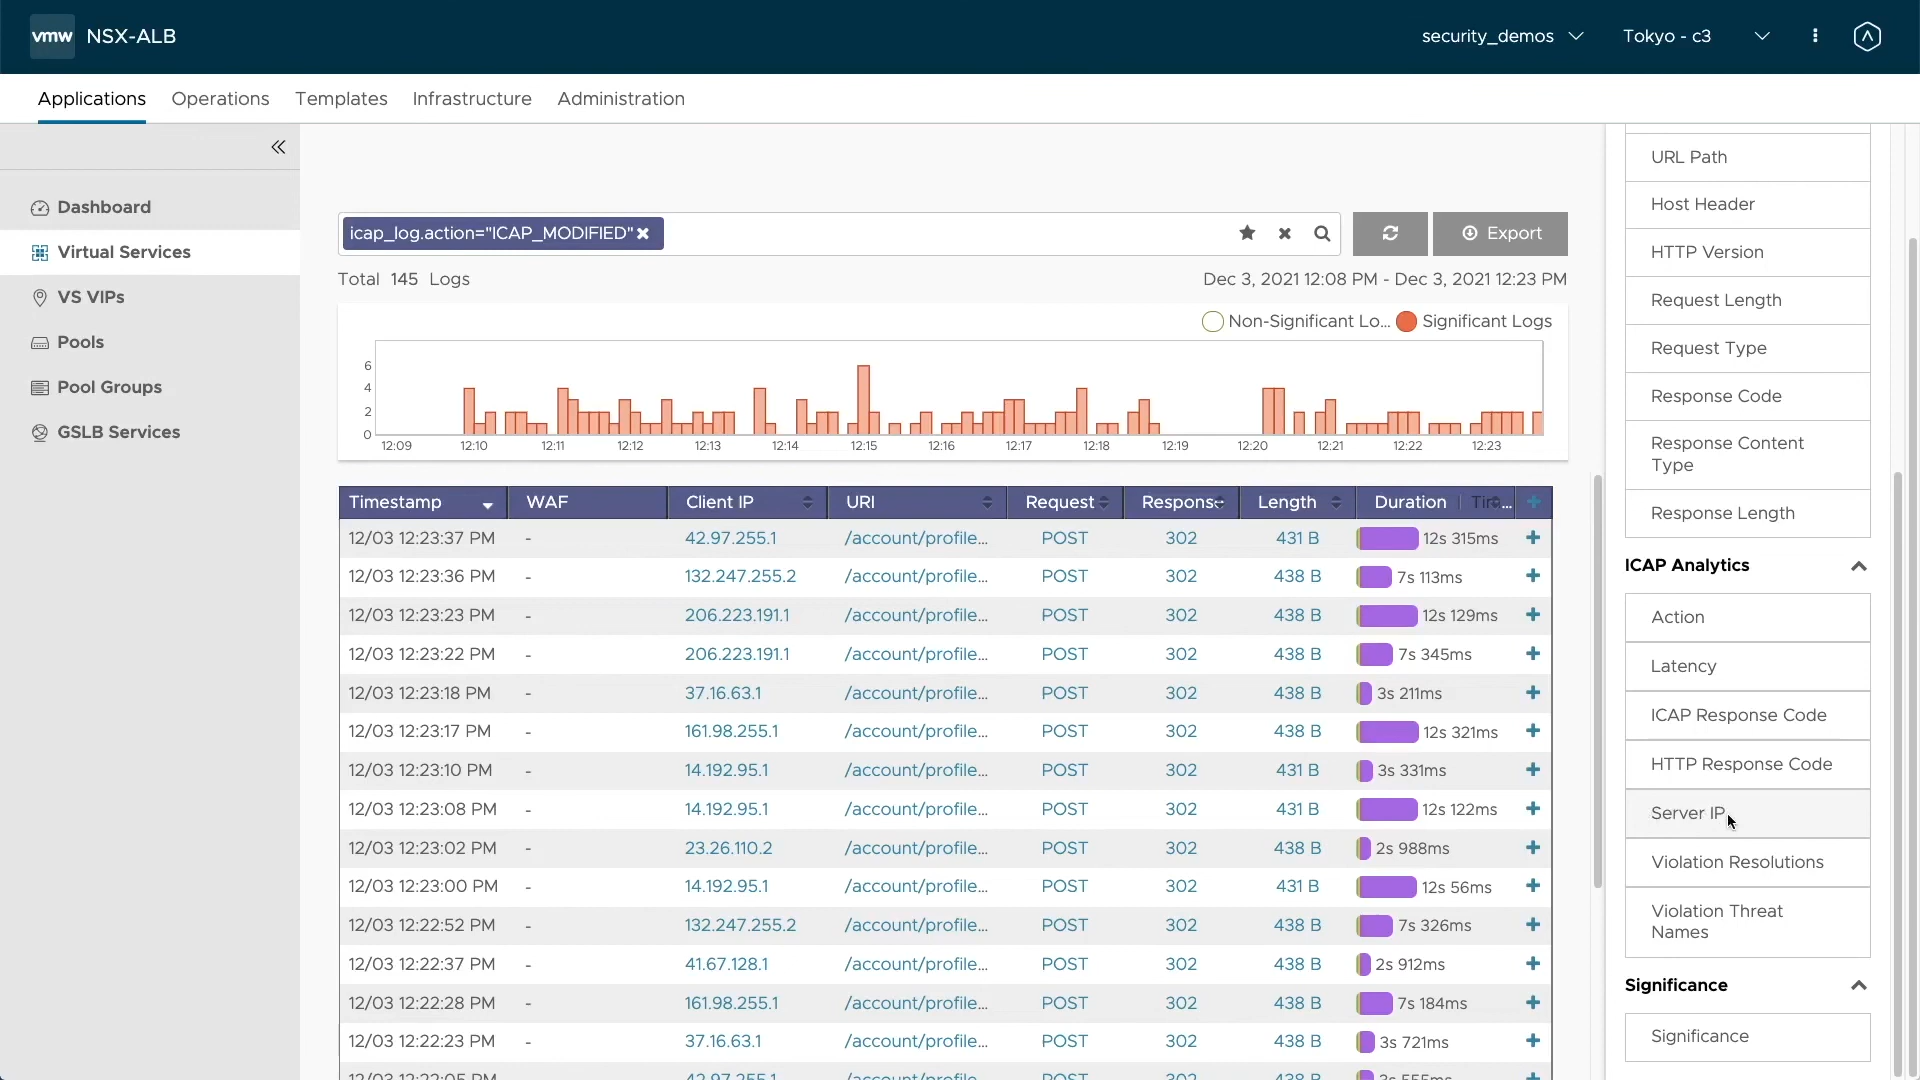 vmw NSX-ALB
security_demos Tokyo - c3
Applications Operations Templates Infrastructure Administration
Dashboard
Virtual Services
VS VIPs
Pools
Pool Groups
GSLB Services
icap_log.action="ICAP_MODIFIED"
Export
Total 145 Logs
Dec 3, 2021 12:08 PM - Dec 3, 2021 12:23 PM
Non-Significant Lo... Significant Logs
6
4
2
0
12:09 12:10 12:11 12:12 12:13 12:14 12:15 12:16 12:17 12:18 12:19 12:20 12:21 12:22 12:23
Timestamp WAF Client IP URI Request Respons Length Duration
12/03 12:23:37 PM - 42.97.255.1 /account/profile... POST 302 431 B 12s 315ms
12/03 12:23:36 PM - 132.247.255.2 /account/profile... POST 302 438 B 7s 113ms
12/03 12:23:23 PM - 206.223.191.1 /account/profile... POST 302 438 B 12s 129ms
12/03 12:23:22 PM - 206.223.191.1 /account/profile... POST 302 438 B 7s 345ms
12/03 12:23:18 PM - 37.16.63.1 /account/profile... POST 302 438 B 3s 211ms
12/03 12:23:17 PM - 161.98.255.1 /account/profile... POST 302 438 B 12s 321ms
12/03 12:23:10 PM - 14.192.95.1 /account/profile... POST 302 431 B 3s 331ms
12/03 12:23:08 PM - 14.192.95.1 /account/profile... POST 302 431 B 12s 122ms
12/03 12:23:02 PM - 23.26.110.2 /account/profile... POST 302 438 B 2s 988ms
12/03 12:23:00 PM - 14.192.95.1 /account/profile... POST 302 431 B 12s 56ms
12/03 12:22:52 PM - 132.247.255.2 /account/profile... POST 302 438 B 7s 326ms
12/03 12:22:37 PM - 41.67.128.1 /account/profile... POST 302 438 B 2s 912ms
12/03 12:22:28 PM - 161.98.255.1 /account/profile... POST 302 438 B 7s 184ms
12/03 12:22:23 PM - 37.16.63.1 /account/profile... POST 302 438 B 3s 721ms
URL Path
Host Header
HTTP Version
Request Length
Request Type
Response Code
Response Content
Type
Response Length
ICAP Analytics
Action
Latency
ICAP Response Code
HTTP Response Code
Server IP
Violation Resolutions
Violation Threat
Names
Significance
Significance